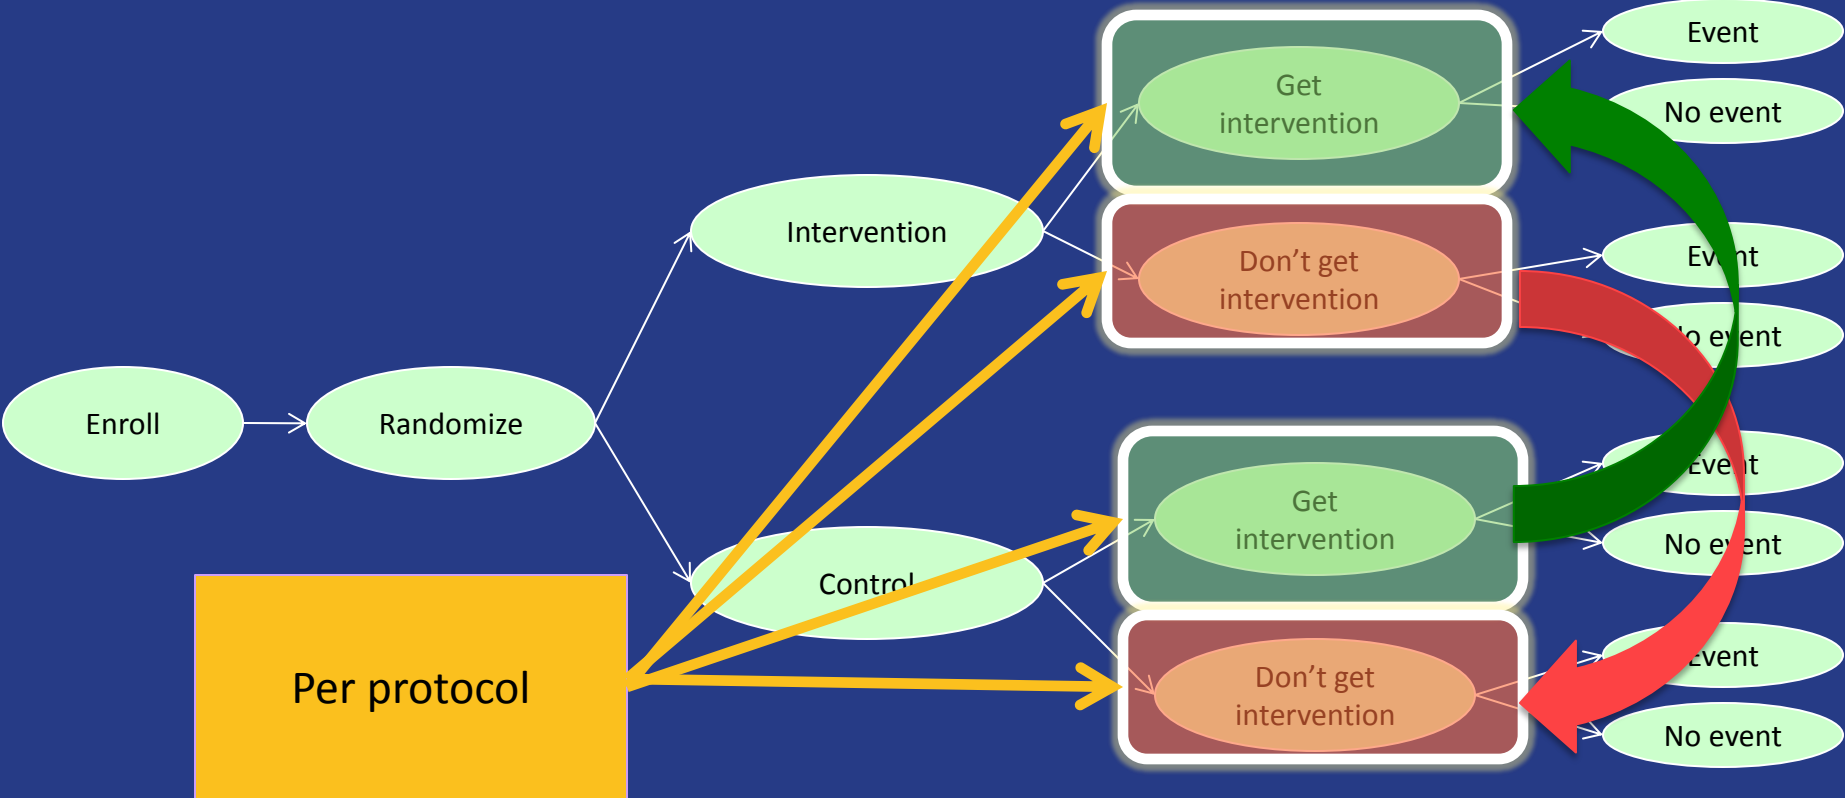 Event
Get
intervention
No event
Intervention
Don't get
intervention
Event
No event
Enroll
Randomize
Event
Get
intervention
No event
Control
Per protocol
Don't get
intervention
Event
No event